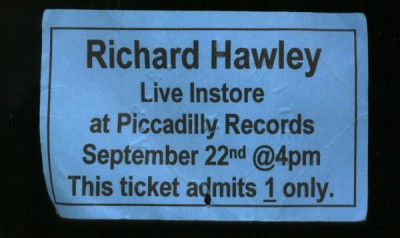 Richard Hawley
Live Instore
at Piccadilly Records
September 22nd @4pm
This ticket admits 1 only.